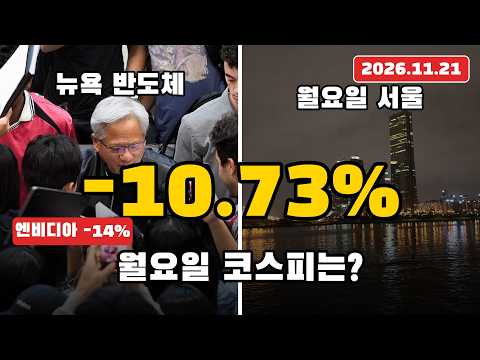 2026.11.21
뉴욕 반도체
월요일 서울
-10.73%
엔비디아 -14%
월요일 코스피는?